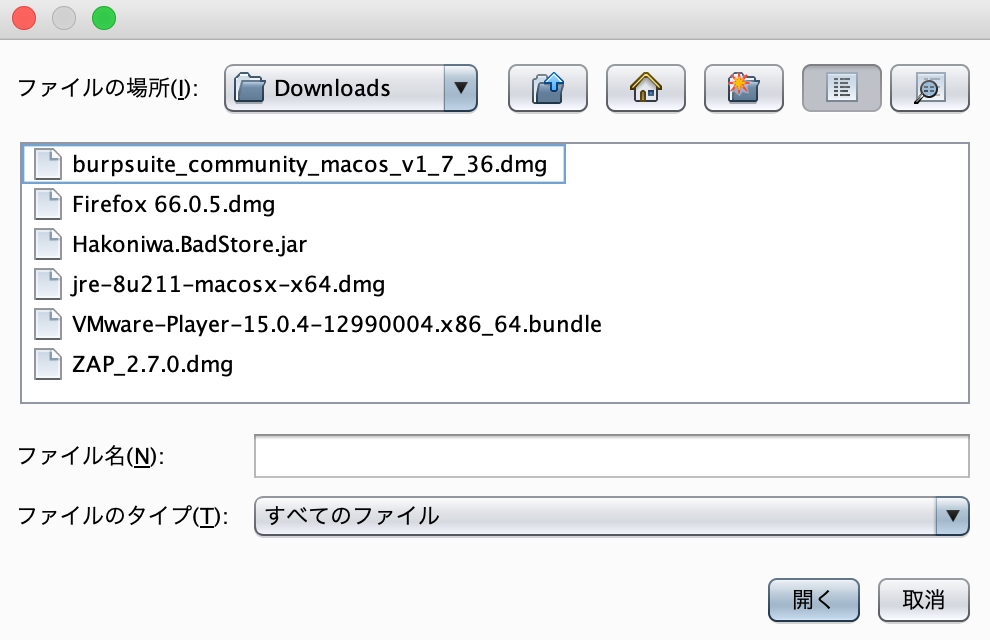 ファイルの場所(I): Downloads
burpsuite_community_macos_v1_7_36.dmg
Firefox 66.0.5.dmg
Hakoniwa.BadStore.jar
jre-8u211-macosx-x64.dmg
VMware-Player-15.0.4-12990004.x86_64.bundle
ZAP_2.7.0.dmg
ファイル名(N):
ファイルのタイプ(T): すべてのファイル
開く 取消